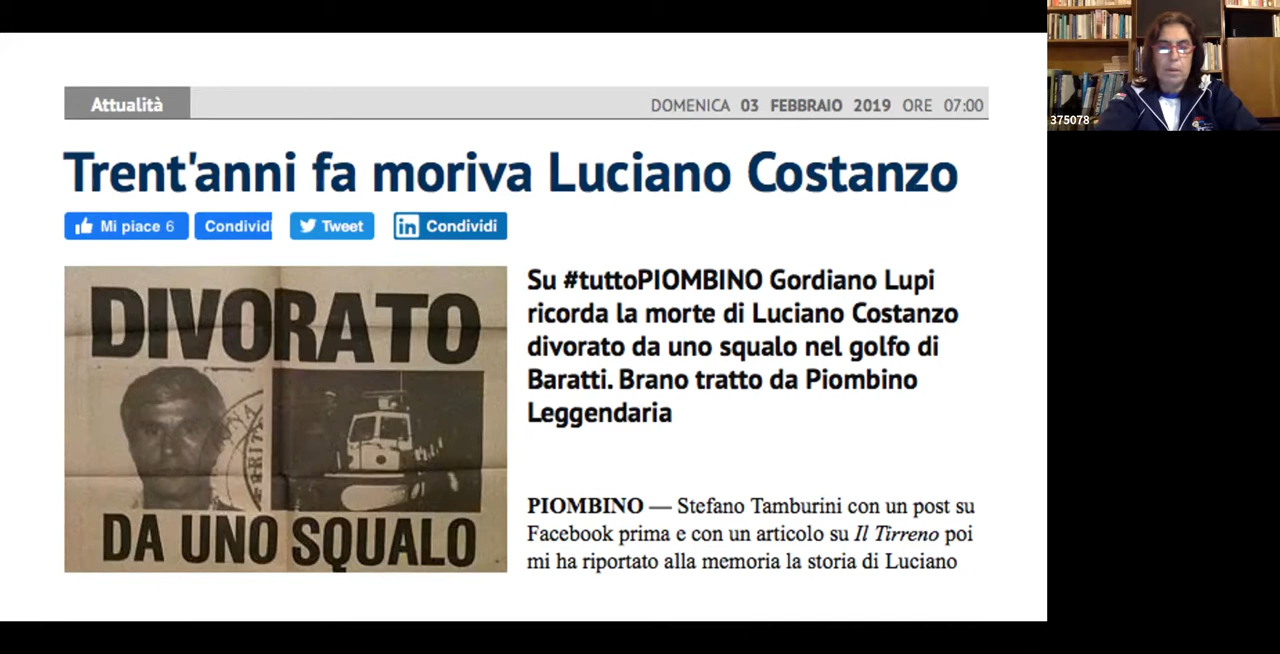 Attualità
DOMENICA 03 FEBBRAIO 2019 ORE 07:00
Trent'anni fa moriva Luciano Costanzo
Mi piace 6
Condividi
Tweet
in Condividi
DIVORATO
DA UNO SQUALO
Su #tuttoPIOMBINO Gordiano Lupi
ricorda la morte di Luciano Costanzo
divorato da uno squalo nel golfo di
Baratti. Brano tratto da Piombino
Leggendaria
PIOMBINO — Stefano Tamburini con un post su
Facebook prima e con un articolo su Il Tirreno poi
mi ha riportato alla memoria la storia di Luciano
375078